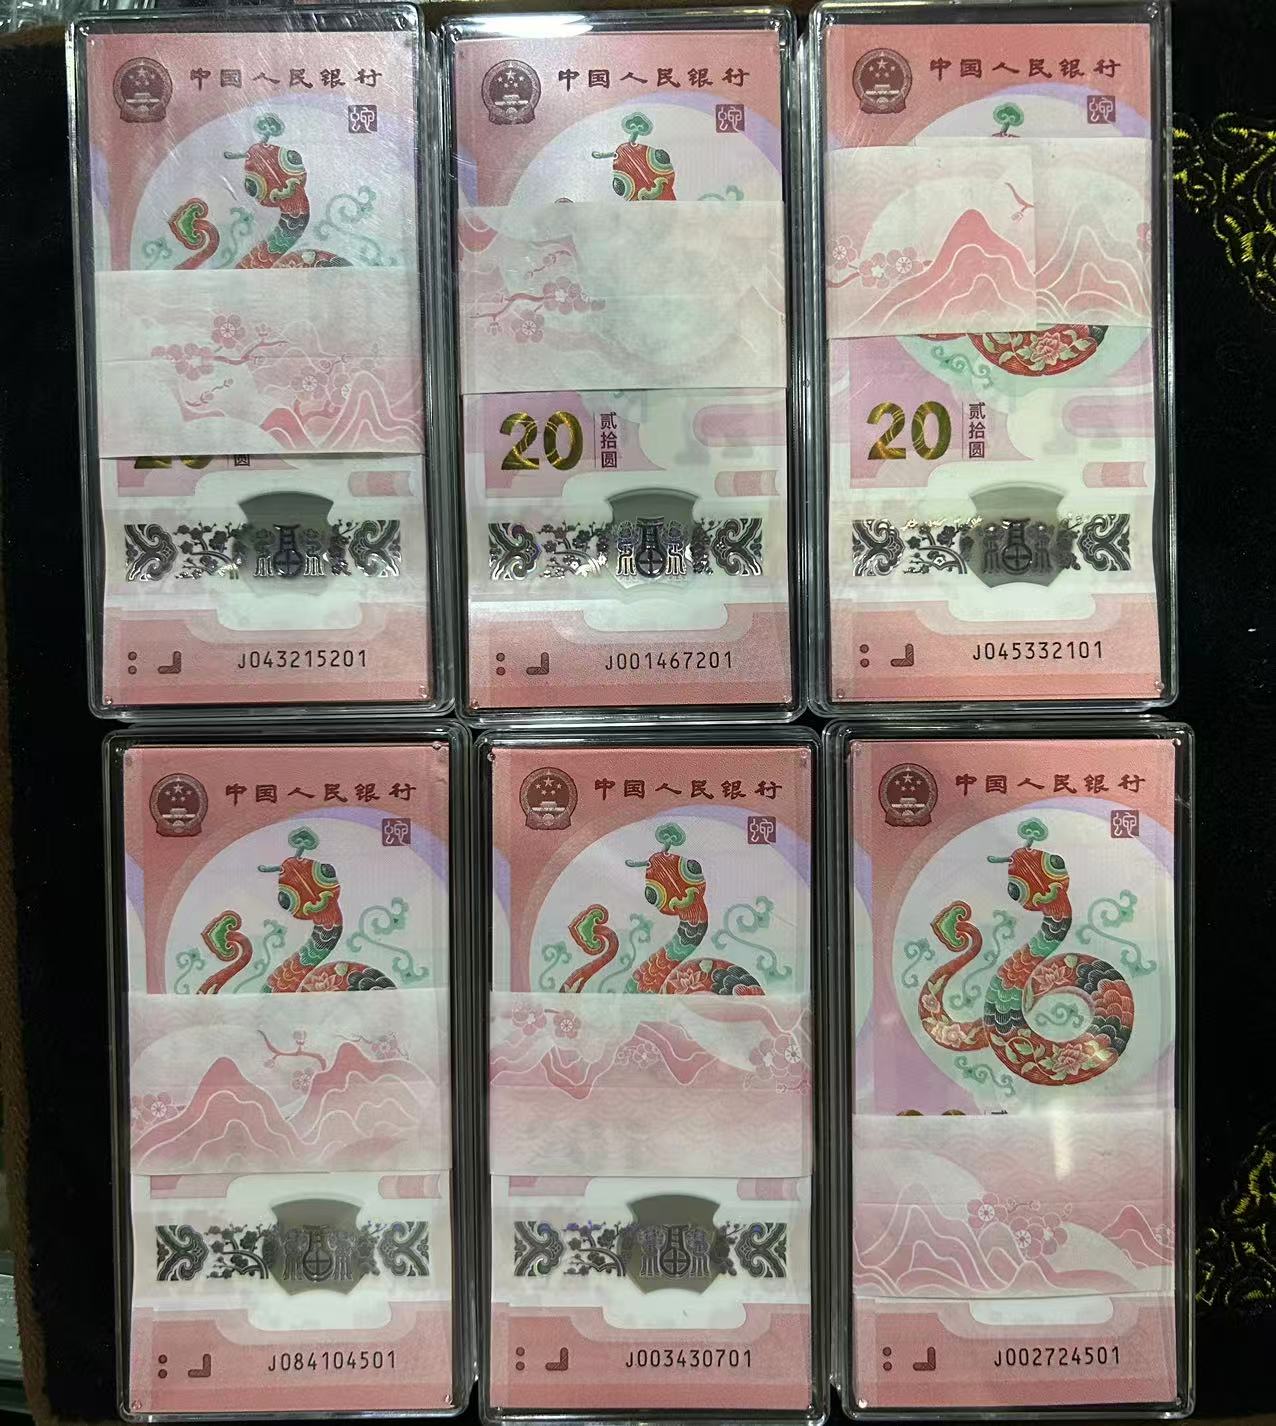 中国人民银行
蛇
20
圆
J043215201
中国人民银行
蛇
20
贰拾圆
J001467201
中国人民银行
蛇
20
贰拾圆
J045332101
中国人民银行
蛇
J084104501
中国人民银行
蛇
J003430701
中国人民银行
蛇
J002724501